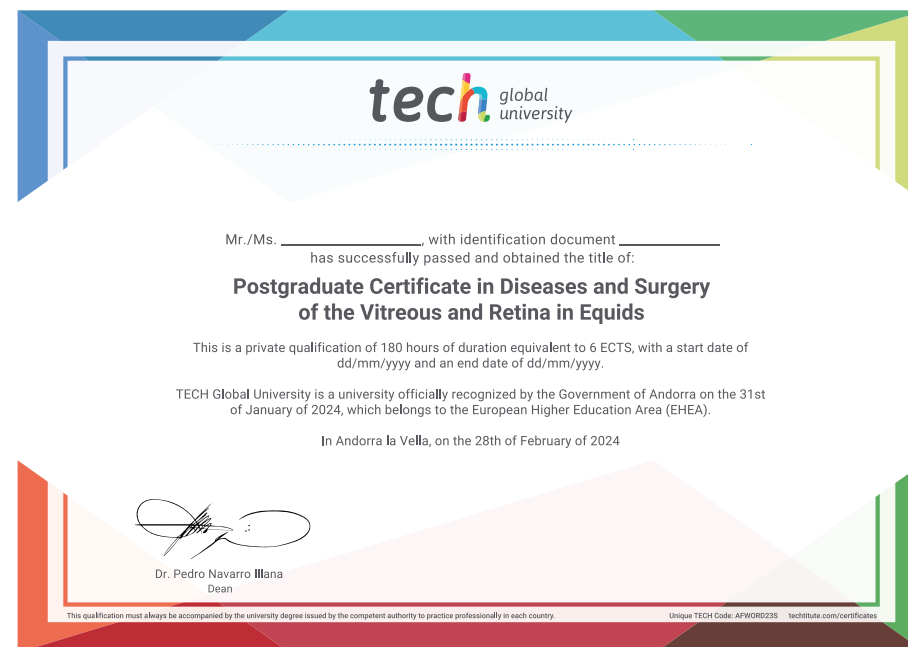 tech global university
Mr./Ms. ____________, with identification document ____________
has successfully passed and obtained the title of:
Postgraduate Certificate in Diseases and Surgery
of the Vitreous and Retina in Equids
This is a private qualification of 180 hours of duration equivalent to 6 ECTS, with a start date of
dd/mm/yyyy and an end date of dd/mm/yyyy.
TECH Global University is a university officially recognized by the Government of Andorra on the 31st
of January of 2024, which belongs to the European Higher Education Area (EHEA).
In Andorra la Vella, on the 28th of February of 2024
Dr. Pedro Navarro Illana
Dean
This qualification must always be accompanied by the university degree issued by the competent authority to practice professionally in each country. Unique TECH Code: AFWORD23S techtitute.com/certificates